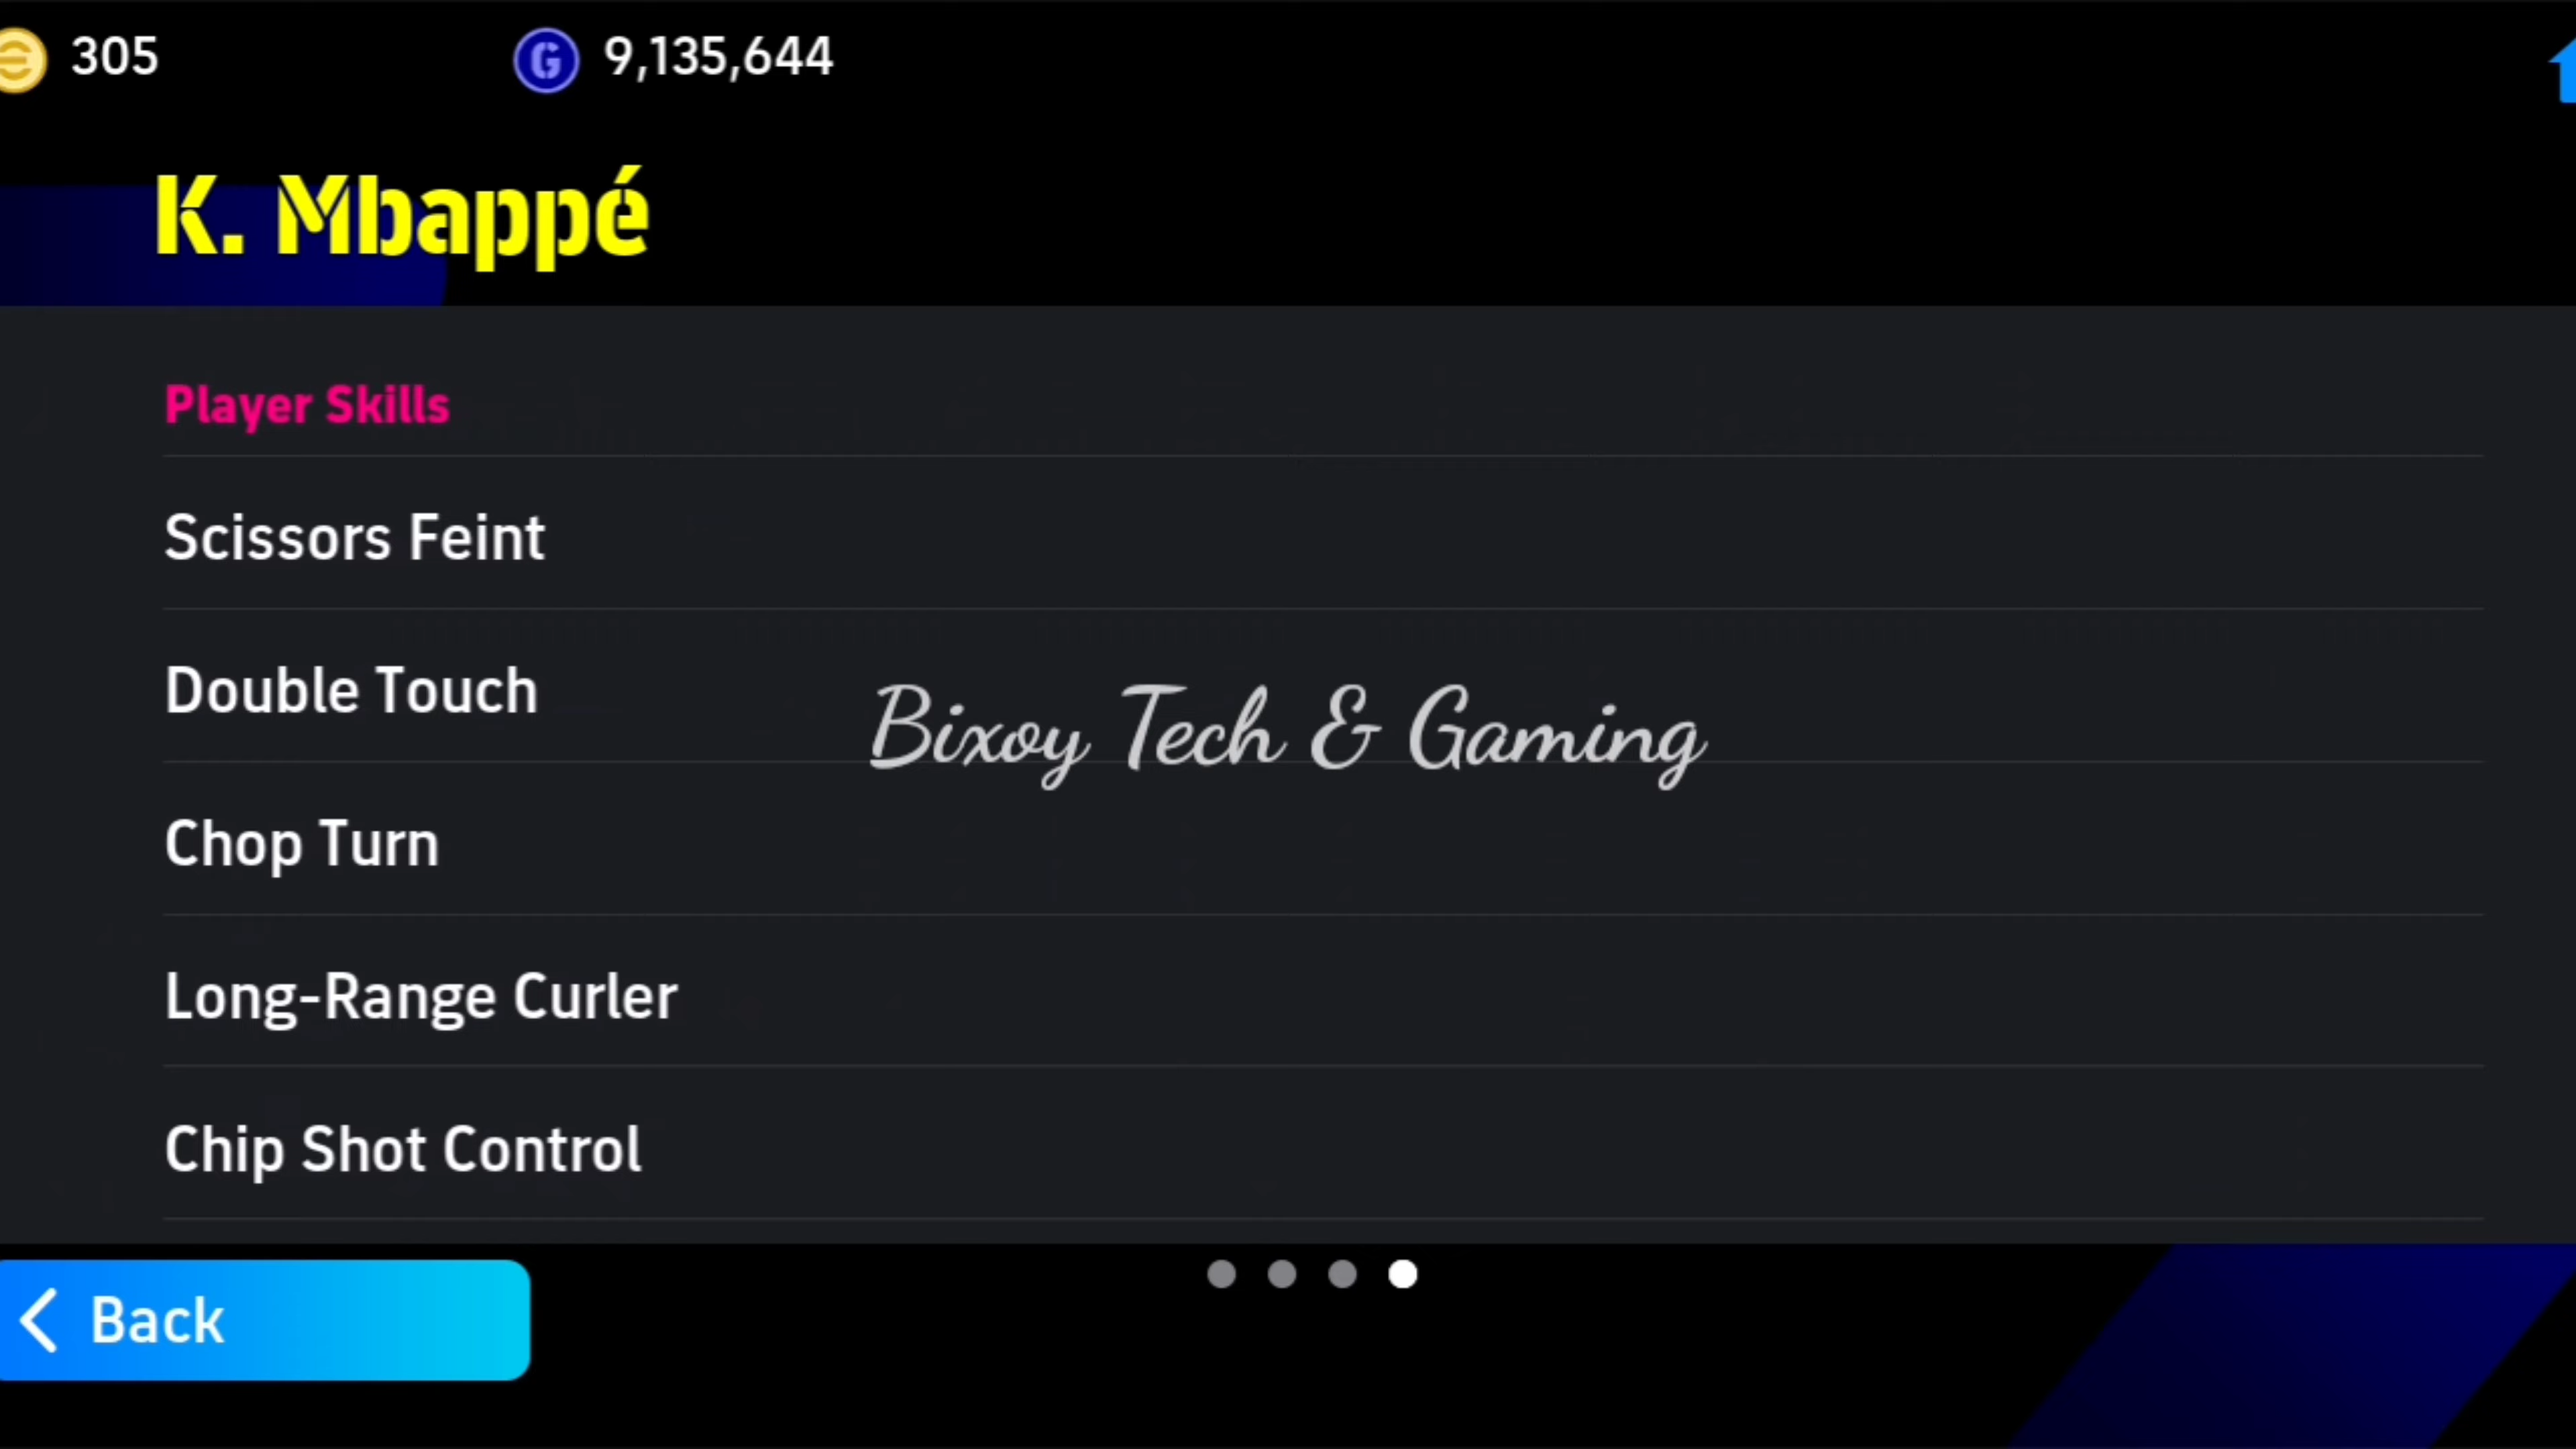 305
9,135,644
K. Mbappé
Player Skills
Scissors Feint
Double Touch
Bixoy Tech & Gaming
Chop Turn
Long-Range Curler
Chip Shot Control
Back